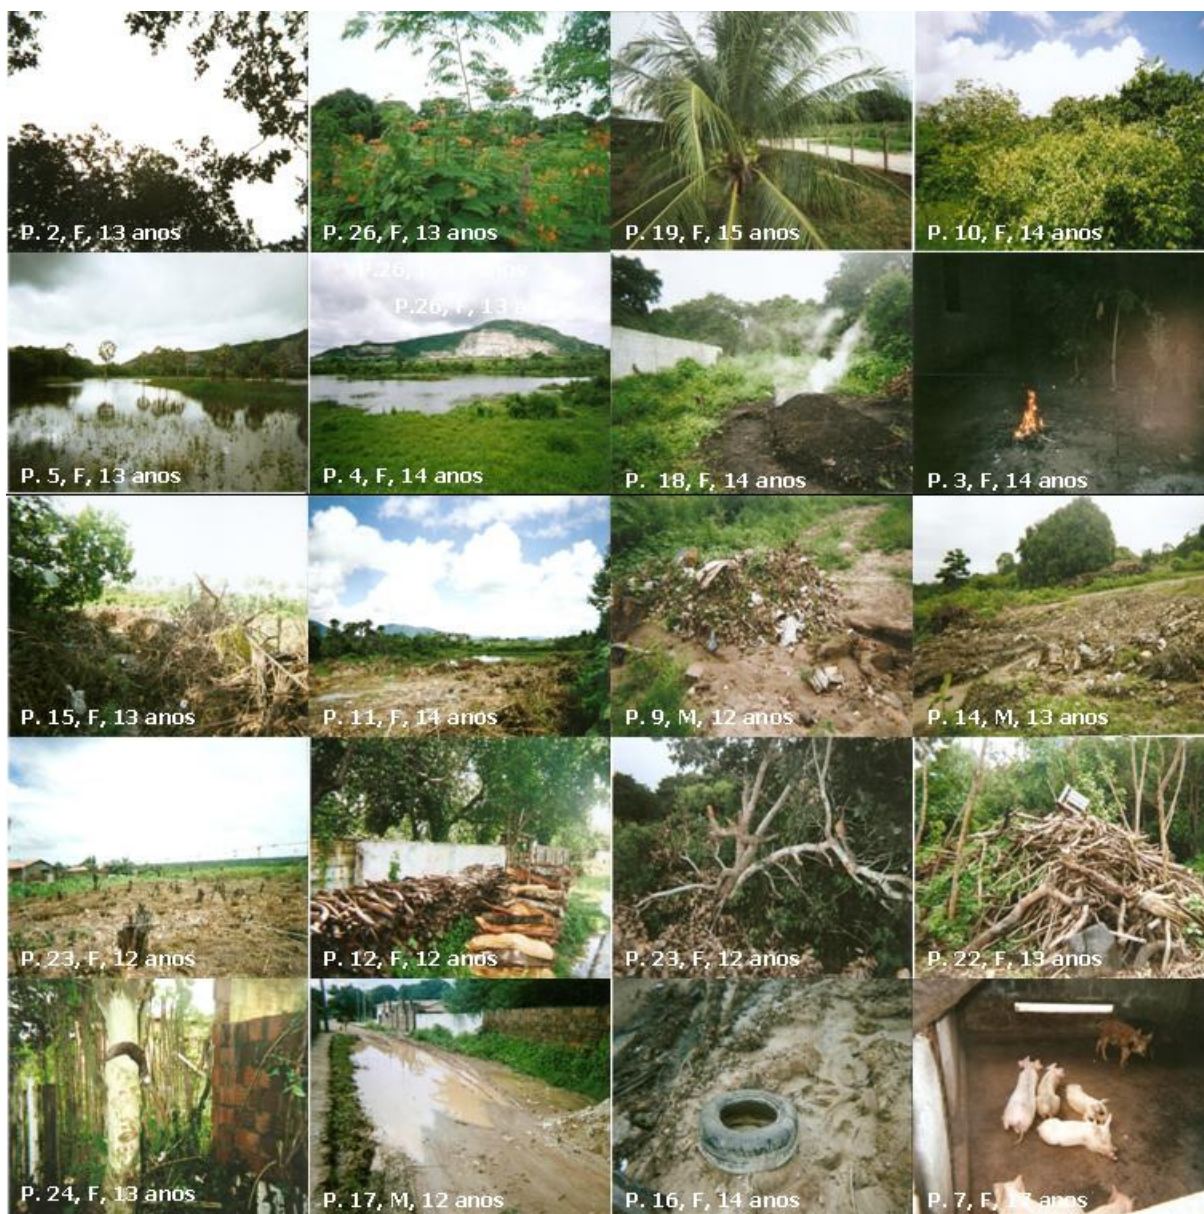 P. 2, F, 13 anos
P. 26, F, 13 anos
P. 19, F, 15 anos
P. 10, F, 14 anos
P.26,
P.26, F, 13
P. 5, F, 13 anos
P. 4, F, 14 anos
P. 18, F, 14 anos
P. 3, F, 14 anos
P. 15, F, 13 anos
P. 11, F, 14 anos
P. 9, M, 12 anos
P. 14, M, 13 anos
P. 23, F, 12 anos
P. 12, F, 12 anos
P. 23, F, 12 anos
P. 22, F, 13 anos
P. 24, F, 13 anos
P. 17, M, 12 anos
P. 16, F, 14 anos
P. 7, F, anos